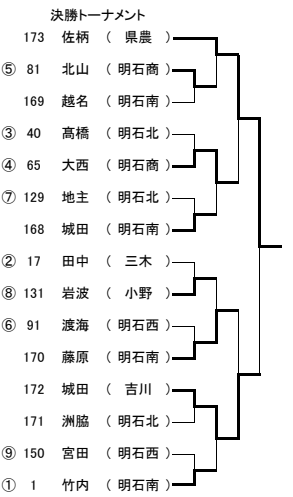 決勝トーナメント
173 佐柄 ( 県農 )
⑤ 81 北山 ( 明石商 )
169 越名 ( 明石南 )
③ 40 髙橋 ( 明石北 )
④ 65 大西 ( 明石商 )
⑦ 129 地主 ( 明石北 )
168 城田 ( 明石南 )
② 17 田中 ( 三木 )
⑧ 131 岩波 ( 小野 )
⑥ 91 渡海 ( 明石西 )
170 藤原 ( 明石南 )
172 城田 ( 吉川 )
171 洲脇 ( 明石北 )
⑨ 150 宮田 ( 明石西 )
① 1 竹内 ( 明石南 )